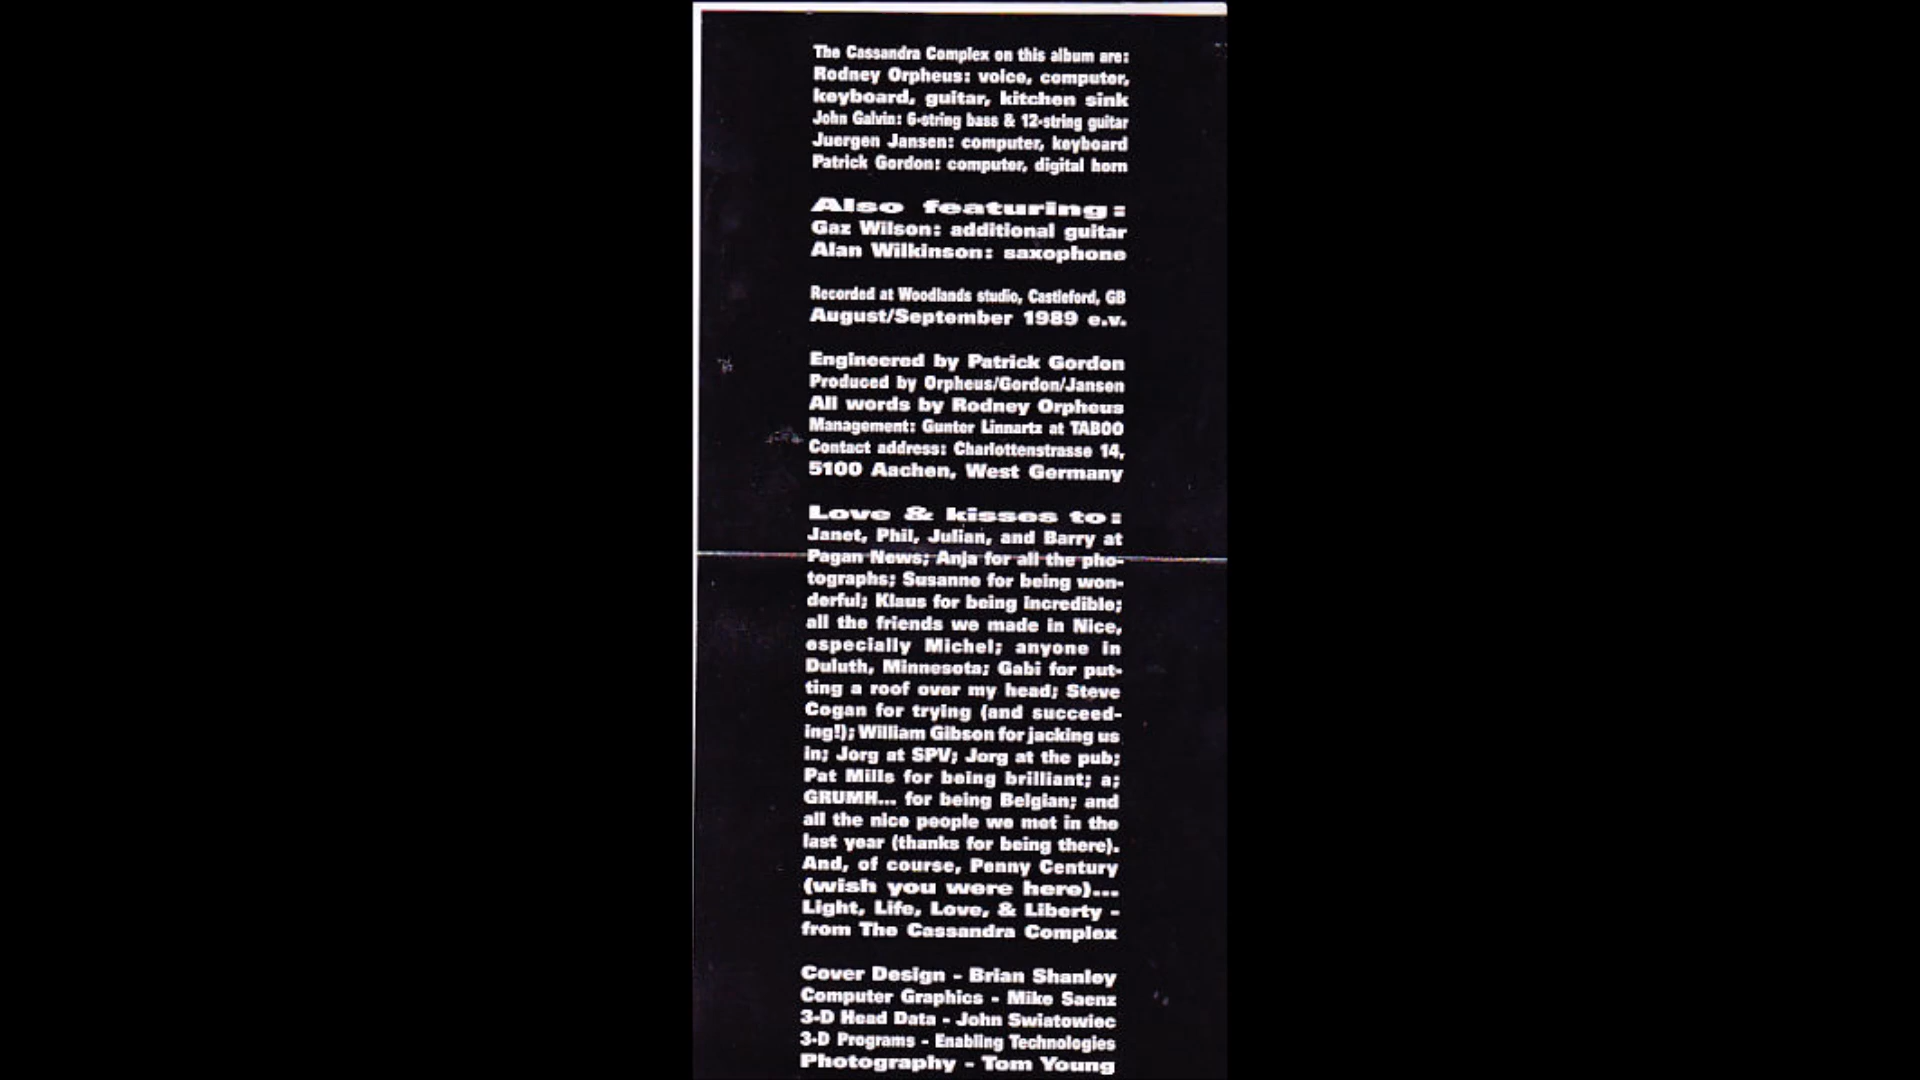 The Cassandra Complex on this album are:
Rodney Orpheus: voice, computer,
keyboard, guitar, kitchen sink
John Galvin: 6-string bass & 12-string guitar
Juergen Jansen: computer, keyboard
Patrick Gordon: computer, digital horn
Also featuring:
Gaz Wilson: additional guitar
Alan Wilkinson: saxophone
Recorded at Woodlands studio, Castleford, GB
August/September 1989 e.v.
Engineered by Patrick Gordon
Produced by Orpheus/Gordon/Jansen
All words by Rodney Orpheus
Management: Gunter Linnartz at TABOO
Contact address: Charlottenstrasse 14,
5100 Aachen, West Germany
Love & kisses to:
Janet, Phil, Julian, and Barry at
Pagan News; Anja for all the pho-
tographs; Susanne for being won-
derful; Klaus for being incredible;
all the friends we made in Nice,
especially Michel; anyone in
Duluth, Minnesota; Gabi for put-
ting a roof over my head; Steve
Cogan for trying (and succeed-
ing!); William Gibson for jacking us
in; Jorg at SPV; Jorg at the pub;
Pat Mills for being brilliant; a;
GRUMH... for being Belgian; and
all the nice people we met in the
last year (thanks for being there).
And, of course, Penny Century
(wish you were here)...
Light, Life, Love, & Liberty -
from The Cassandra Complex
Cover Design - Brian Shanley
Computer Graphics - Mike Saenz
3-D Head Data - John Swiatowiec
3-D Programs - Enabling Technologies
Photography - Tom Young